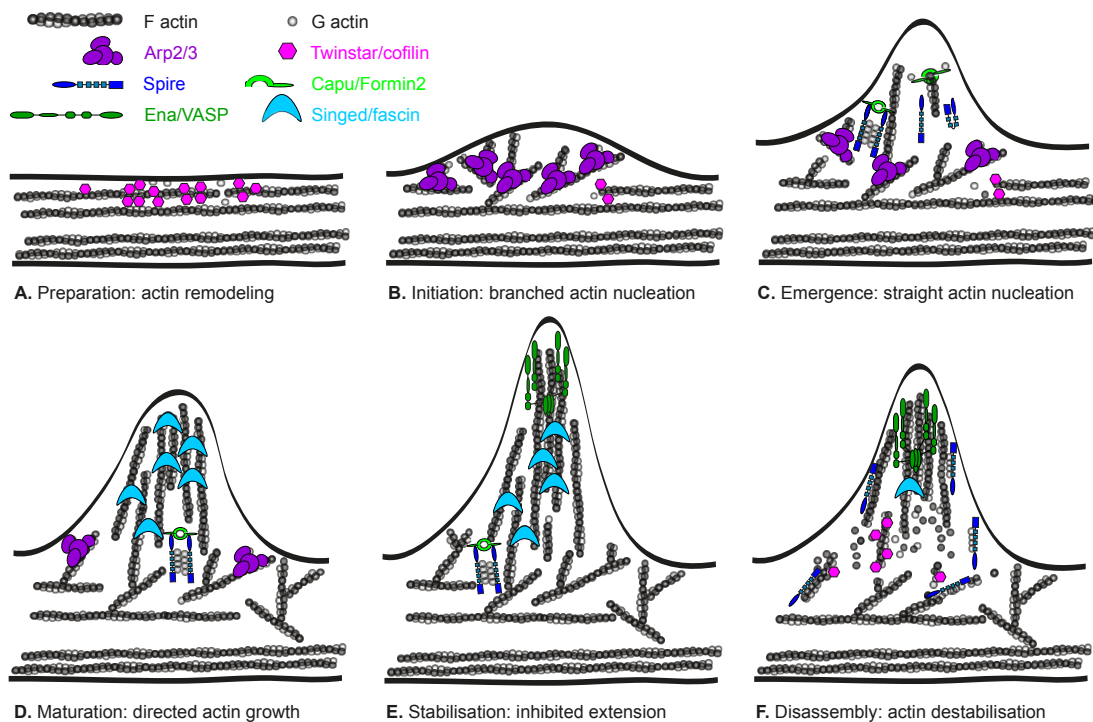 F actin
G actin
Arp2/3
Twinstar/cofilin
Spire
Capu/Formin2
Ena/VASP
Singed/fascin
A. Preparation: actin remodeling
B. Initiation: branched actin nucleation
C. Emergence: straight actin nucleation
D. Maturation: directed actin growth
E. Stabilisation: inhibited extension
F. Disassembly: actin destabilisation